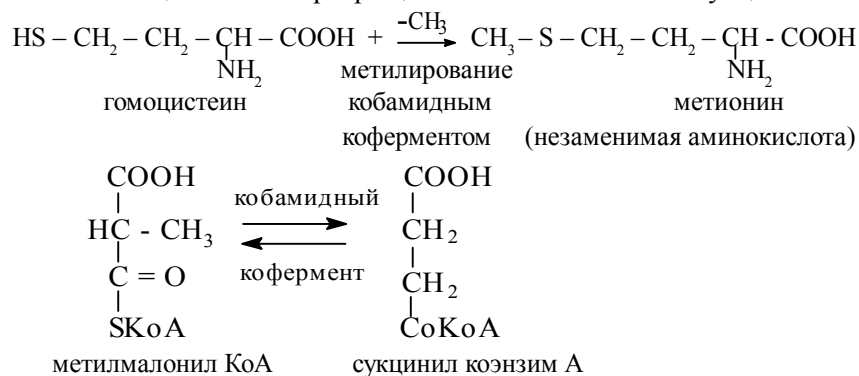 HS – CH2 – CH2 – CH – COOH + -CH3 CH3 – S – CH2 – CH2 – CH - COOH
NH2 метилирование NH2
гомоцистеин кобамидным метионин
коферментом (незаменимая аминокислота)
COOH кобамидный COOH
HC - CH3 CH2
C = O кофермент CH2
SKoA CoKoA
метилмалонил КоА сукцинил коэнзим А